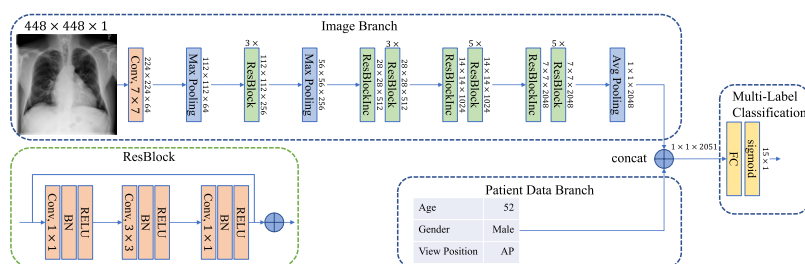 Image Branch
448 × 448 × 1
Conv. 7 × 7
224 × 224 × 64
Max Pooling
112 × 112 × 64
3 ×
ResBlock
112 × 112 × 256
Max Pooling
56 × 56 × 256
ResBlockInc
28 × 28 × 512
3 ×
ResBlock
28 × 28 × 512
ResBlockInc
14 × 14 × 1024
5 ×
ResBlock
14 × 14 × 1024
ResBlockInc
7 × 7 × 2048
5 ×
ResBlock
7 × 7 × 2048
Avg Pooling
1 × 1 × 2048
concat
1 × 1 × 2051
Multi-Label
Classification
FC
sigmoid
15 × 1
ResBlock
Conv. 1 × 1
BN
RELU
Conv. 3 × 3
BN
RELU
Conv. 1 × 1
BN
RELU
Patient Data Branch
Age 52
Gender Male
View Position AP